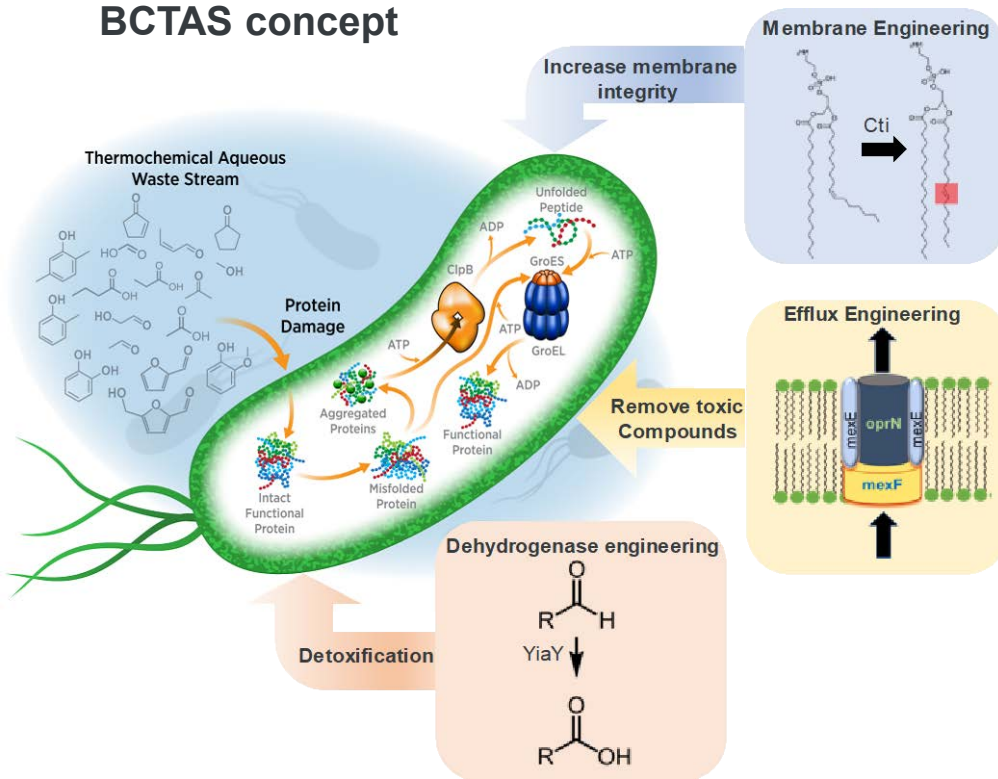 BCTAS concept
Membrane Engineering
Increase membrane
integrity
Cti
Thermochemical Aqueous
Waste Stream
Protein
Damage
Unfolded
Peptide
ADP
ATP
ClpB
GroES
ATP
ATP
GroEL
ADP
Aggregated
Proteins
Functional
Protein
Misfolded
Protein
Intact
Functional
Protein
Efflux Engineering
Remove toxic
Compounds
mexE
oprN
mexE
mexF
Dehydrogenase engineering
O
R
H
YiaY
O
R
OH
Detoxification